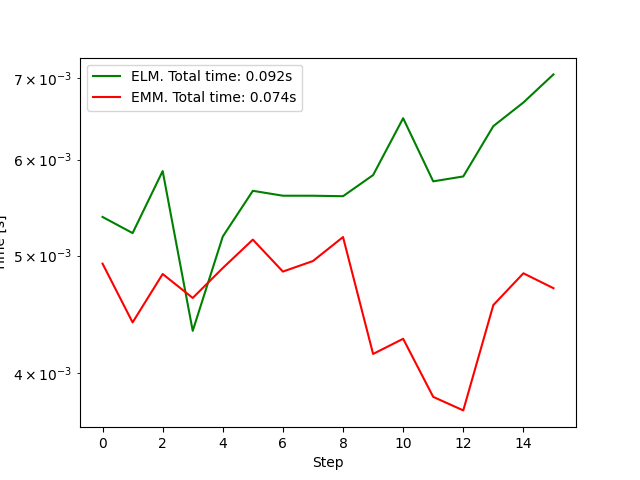 ELM. Total time: 0.092s
EMM. Total time: 0.074s
7 × 10⁻³
6 × 10⁻³
5 × 10⁻³
4 × 10⁻³
Time [s]
0 2 4 6 8 10 12 14
Step